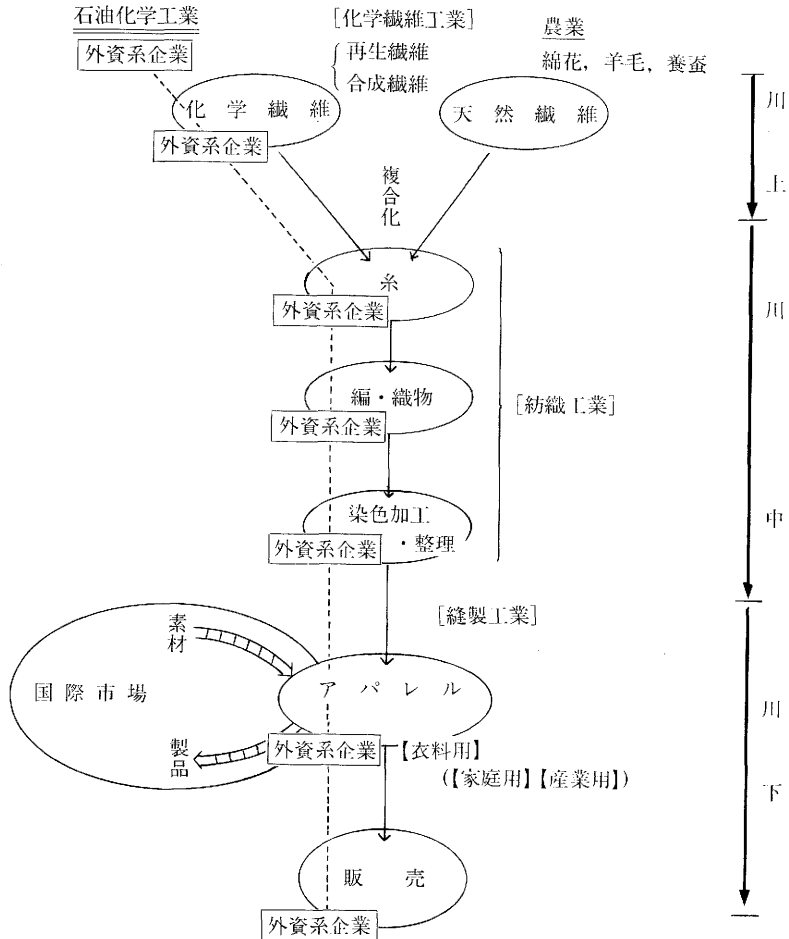 石油化学工業
外資系企業
[化学繊維工業]
再生繊維
合成繊維
農業
綿花，羊毛，養蚕
化学繊維
外資系企業
天然繊維
川上
複合化
糸
外資系企業
編・織物
外資系企業
[紡織工業]
染色加工
・整理
外資系企業
川中
[縫製工業]
素材
国際市場
製品
アパレル
外資系企業
【衣料用】
(【家庭用】【産業用】)
川下
販売
外資系企業